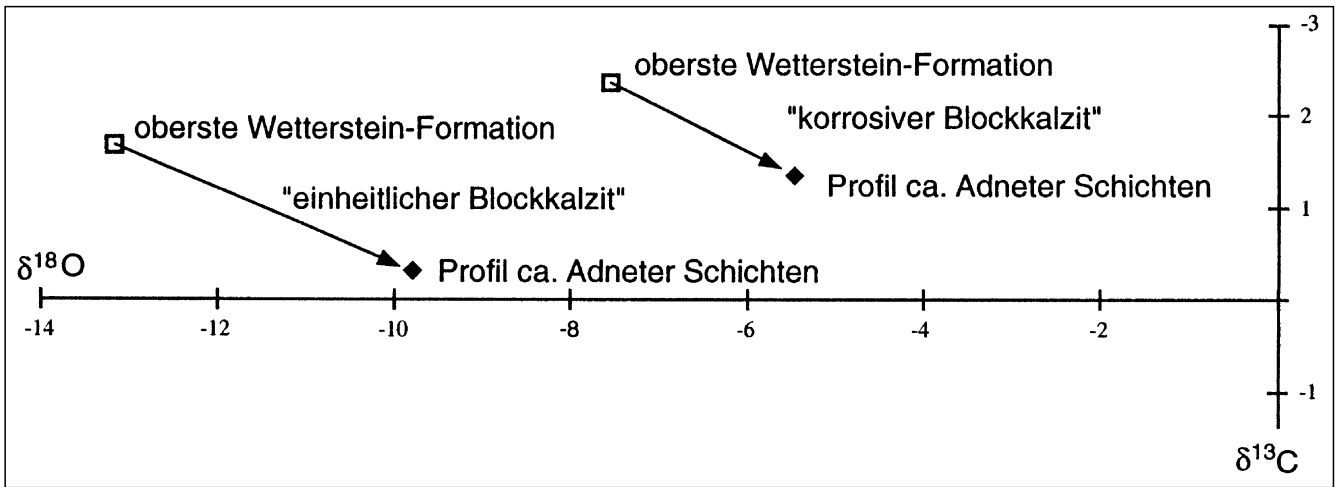 -3
oberste Wetterstein-Formation
"korrosiver Blockkalzit"
2
oberste Wetterstein-Formation
Profil ca. Adneter Schichten
"einheitlicher Blockkalzit"
1
δ¹⁸O
Profil ca. Adneter Schichten
-14 -12 -10 -8 -6 -4 -2
-1
δ¹³C